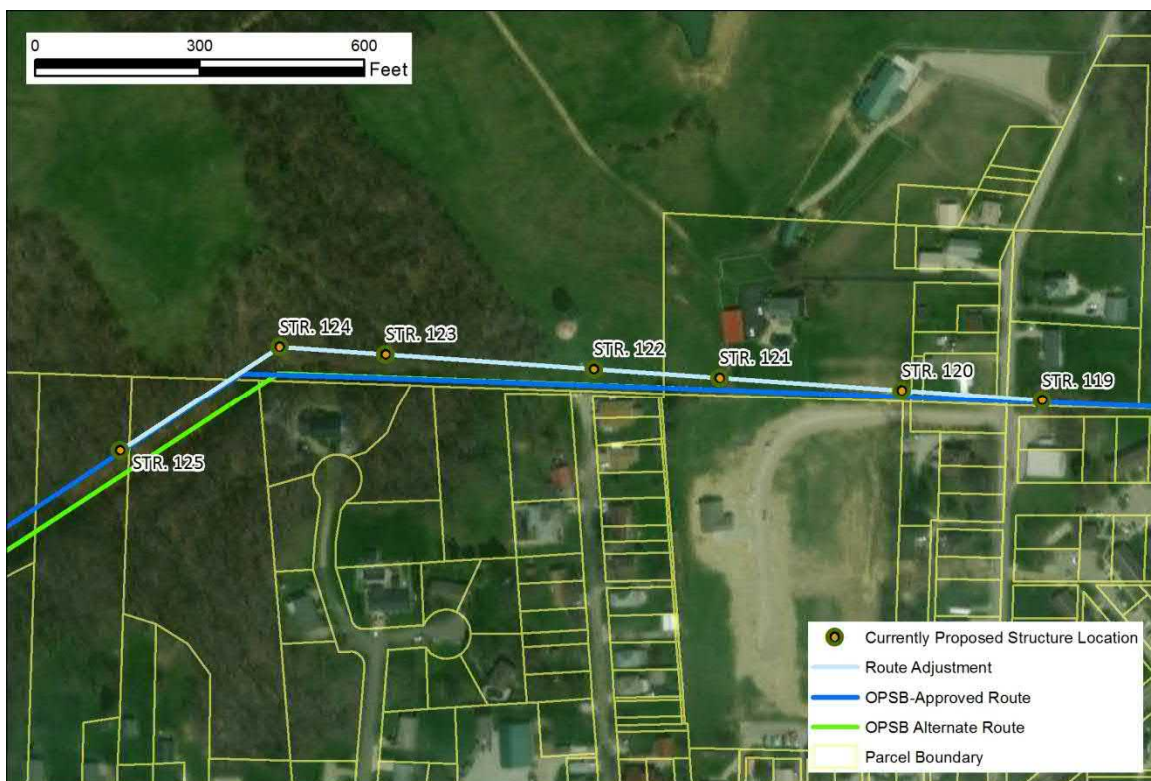 0 300 600
Feet
STR. 124
STR. 123
STR. 122
STR. 121
STR. 120
STR. 119
STR. 125
Currently Proposed Structure Location
Route Adjustment
OPSB-Approved Route
OPSB Alternate Route
Parcel Boundary